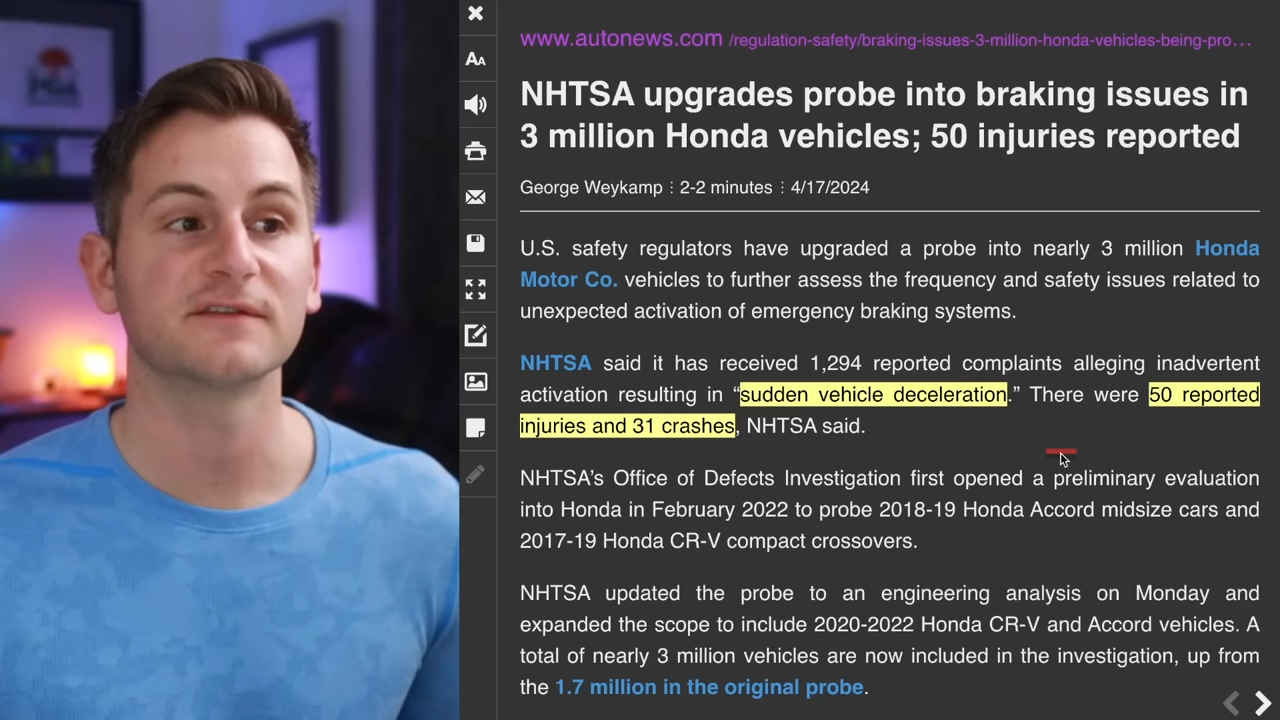 www.autonews.com /regulation-safety/braking-issues-3-million-honda-vehicles-being-pro…
NHTSA upgrades probe into braking issues in
3 million Honda vehicles; 50 injuries reported
George Weykamp ⋮ 2-2 minutes ⋮ 4/17/2024
U.S. safety regulators have upgraded a probe into nearly 3 million Honda
Motor Co. vehicles to further assess the frequency and safety issues related to
unexpected activation of emergency braking systems.
NHTSA said it has received 1,294 reported complaints alleging inadvertent
activation resulting in “sudden vehicle deceleration.” There were 50 reported
injuries and 31 crashes, NHTSA said.
NHTSA’s Office of Defects Investigation first opened a preliminary evaluation
into Honda in February 2022 to probe 2018-19 Honda Accord midsize cars and
2017-19 Honda CR-V compact crossovers.
NHTSA updated the probe to an engineering analysis on Monday and
expanded the scope to include 2020-2022 Honda CR-V and Accord vehicles. A
total of nearly 3 million vehicles are now included in the investigation, up from
the 1.7 million in the original probe.